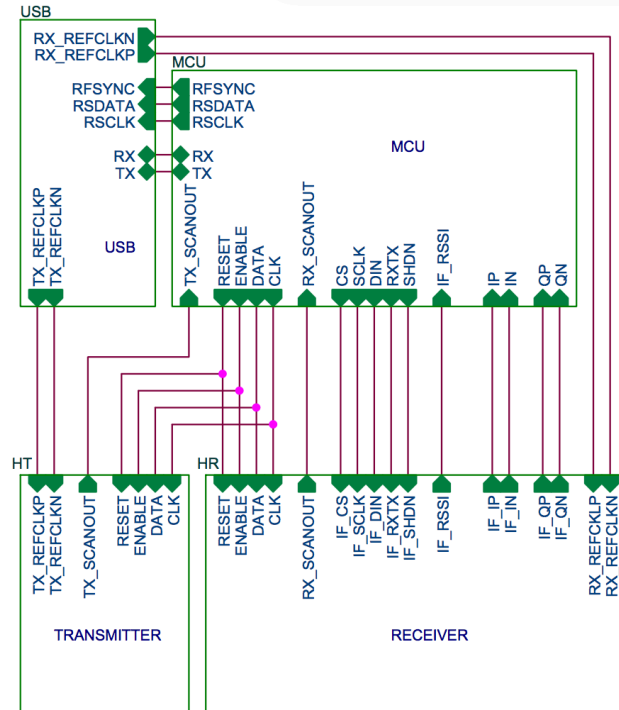 USB
RX_REFCLKN
RX_REFCLKP
MCU
RFSYNC RFSYNC
RSDATA RSDATA
RSCLK RSCLK
MCU
RX RX
TX TX
TX_REFCLKP
TX_REFCLKN
USB
TX_SCANOUT
RESET
ENABLE
DATA
CLK
RX_SCANOUT
CS
SCLK
DIN
RXTX
SHDN
IF_RSSI
IP
IN
QP
QN
HT
HR
TX_REFCLKP
TX_REFCLKN
TX_SCANOUT
RESET
ENABLE
DATA
CLK
RESET
ENABLE
DATA
CLK
RX_SCANOUT
IF_CS
IF_SCLK
IF_DIN
IF_RXTX
IF_SHDN
IF_RSSI
IF_IP
IF_IN
IF_QP
IF_QN
RX_REFCKLP
RX_REFCLKN
TRANSMITTER
RECEIVER